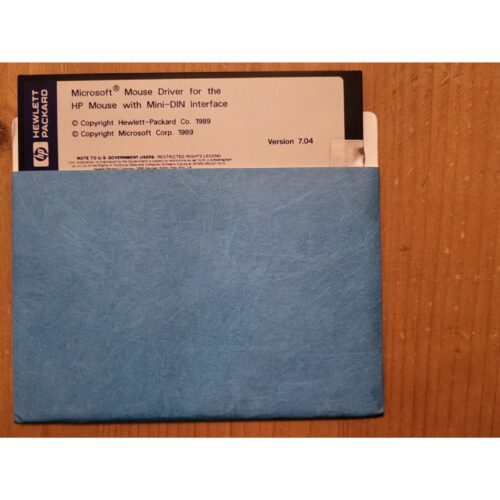 HEWLETT
PACKARD
hp
Microsoft® Mouse Driver for the
HP Mouse with Mini-DIN Interface
© Copyright Hewlett-Packard Co. 1989
© Copyright Microsoft Corp. 1989
Version 7.04
NOTE TO U.S. GOVERNMENT USERS: RESTRICTED RIGHTS LEGEND